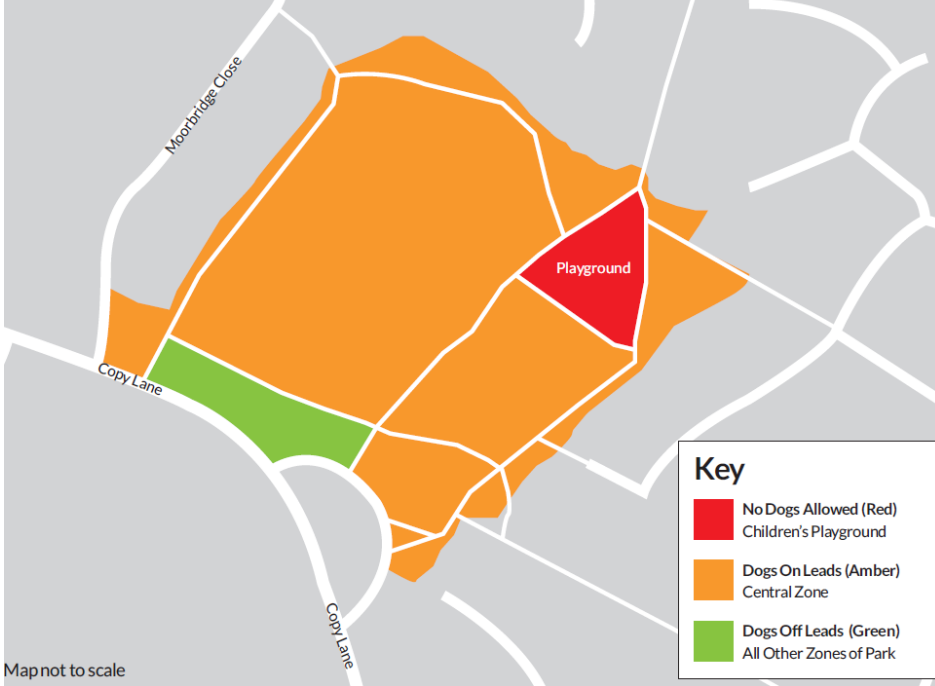 Moorbridge Close
Playground
Copy Lane
Copy Lane
Map not to scale
Key
No Dogs Allowed (Red)
Children's Playground
Dogs On Leads (Amber)
Central Zone
Dogs Off Leads (Green)
All Other Zones of Park